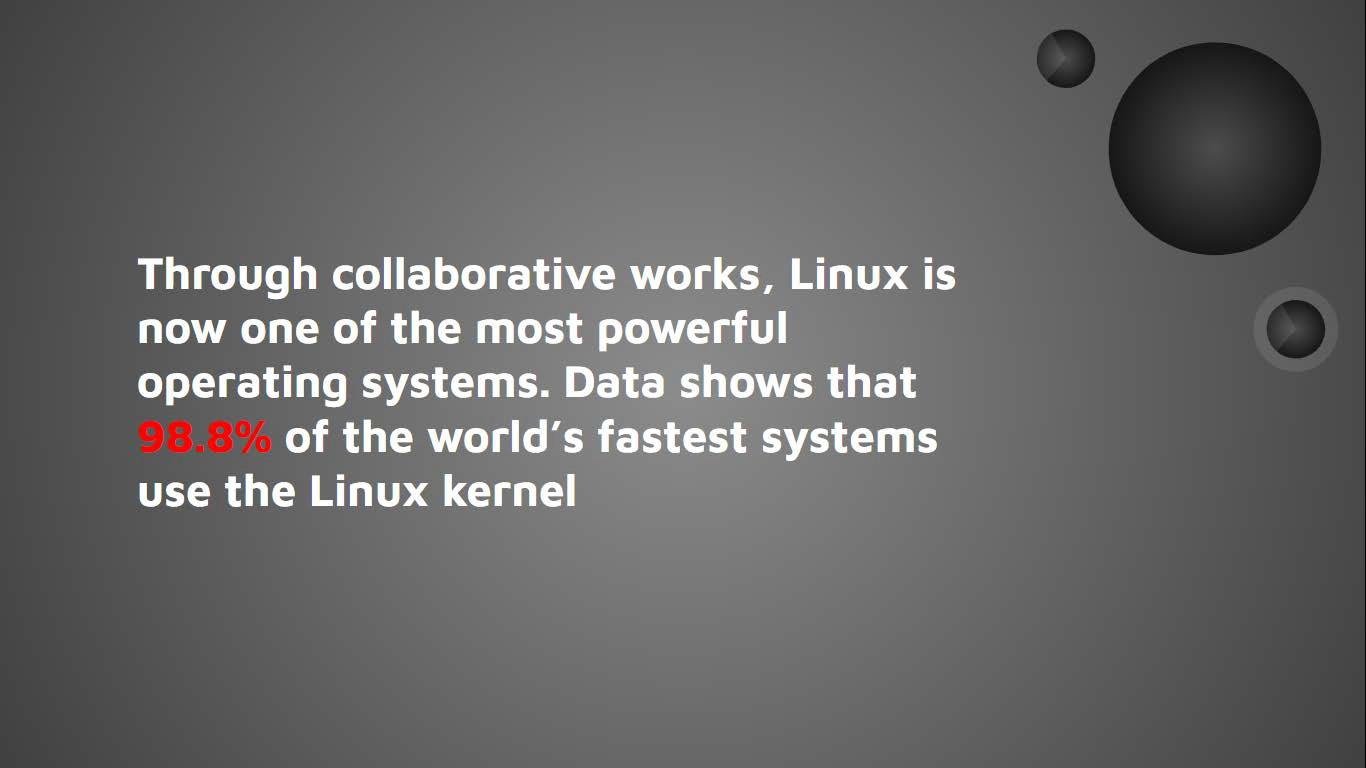 Through collaborative works, Linux is
now one of the most powerful
operating systems. Data shows that
98.8% of the world’s fastest systems
use the Linux kernel